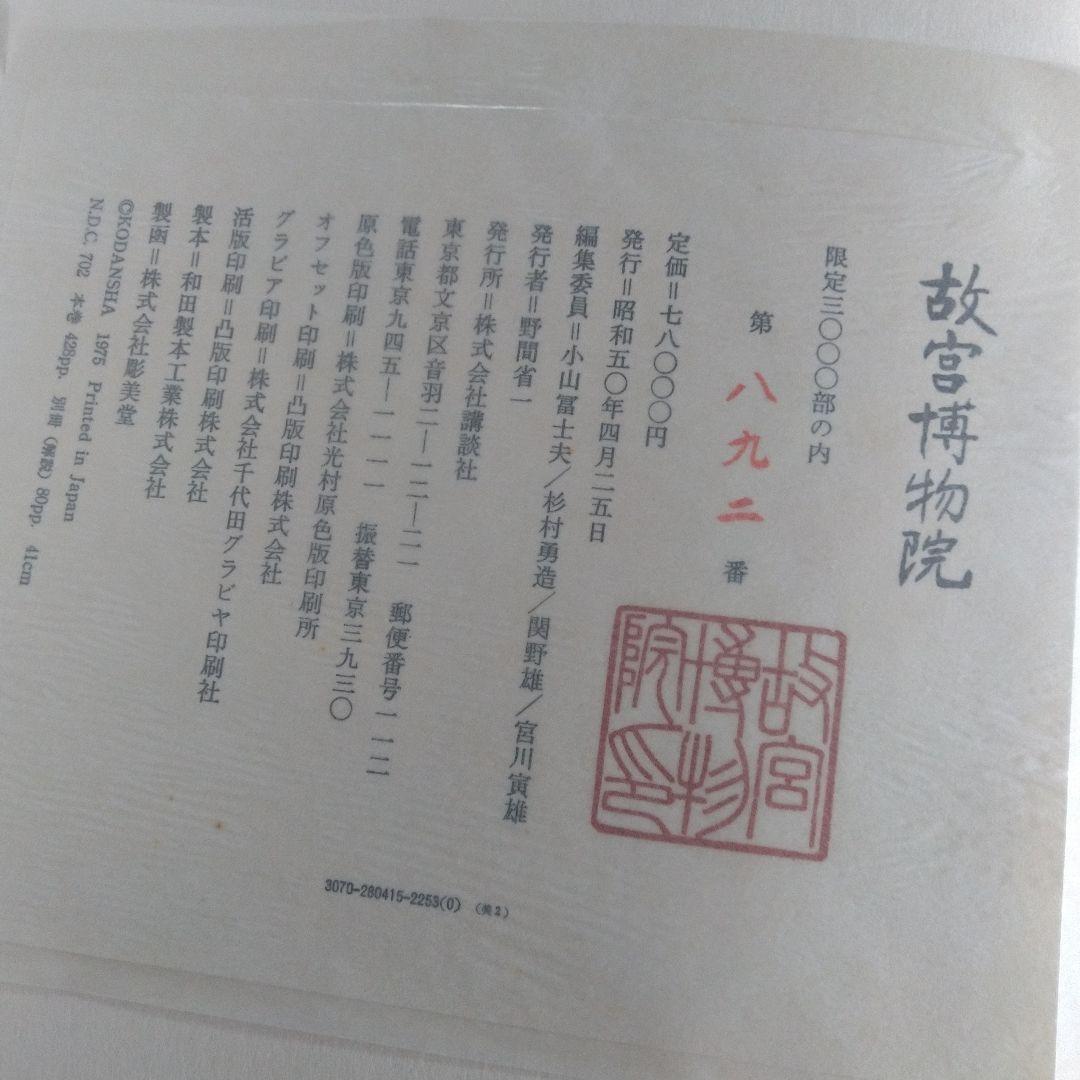 故宮博物院
限定三〇〇〇部の内
第 八九二 番
故宮博物院印
定価＝七八〇〇〇円
発行＝昭和五〇年四月二五日
編集委員＝小山冨士夫／杉村勇造／関野雄／宮川寅雄
発行者＝野間省一
発行所＝株式会社講談社
東京都文京区音羽二―一二―二一 郵便番号一一二
電話東京九四五―一一一一 振替東京三九三〇
原色版印刷＝株式会社光村原色版印刷所
オフセット印刷＝凸版印刷株式会社
グラビア印刷＝株式会社千代田グラビヤ印刷社
活版印刷＝凸版印刷株式会社
製本＝和田製本工業株式会社
製函＝株式会社彫美堂
©KODANSHA 1975 Printed in Japan
N.D.C. 702 本巻 428pp. 別冊（解説）80pp. 41cm
3070-280415-2253(0) (美2)